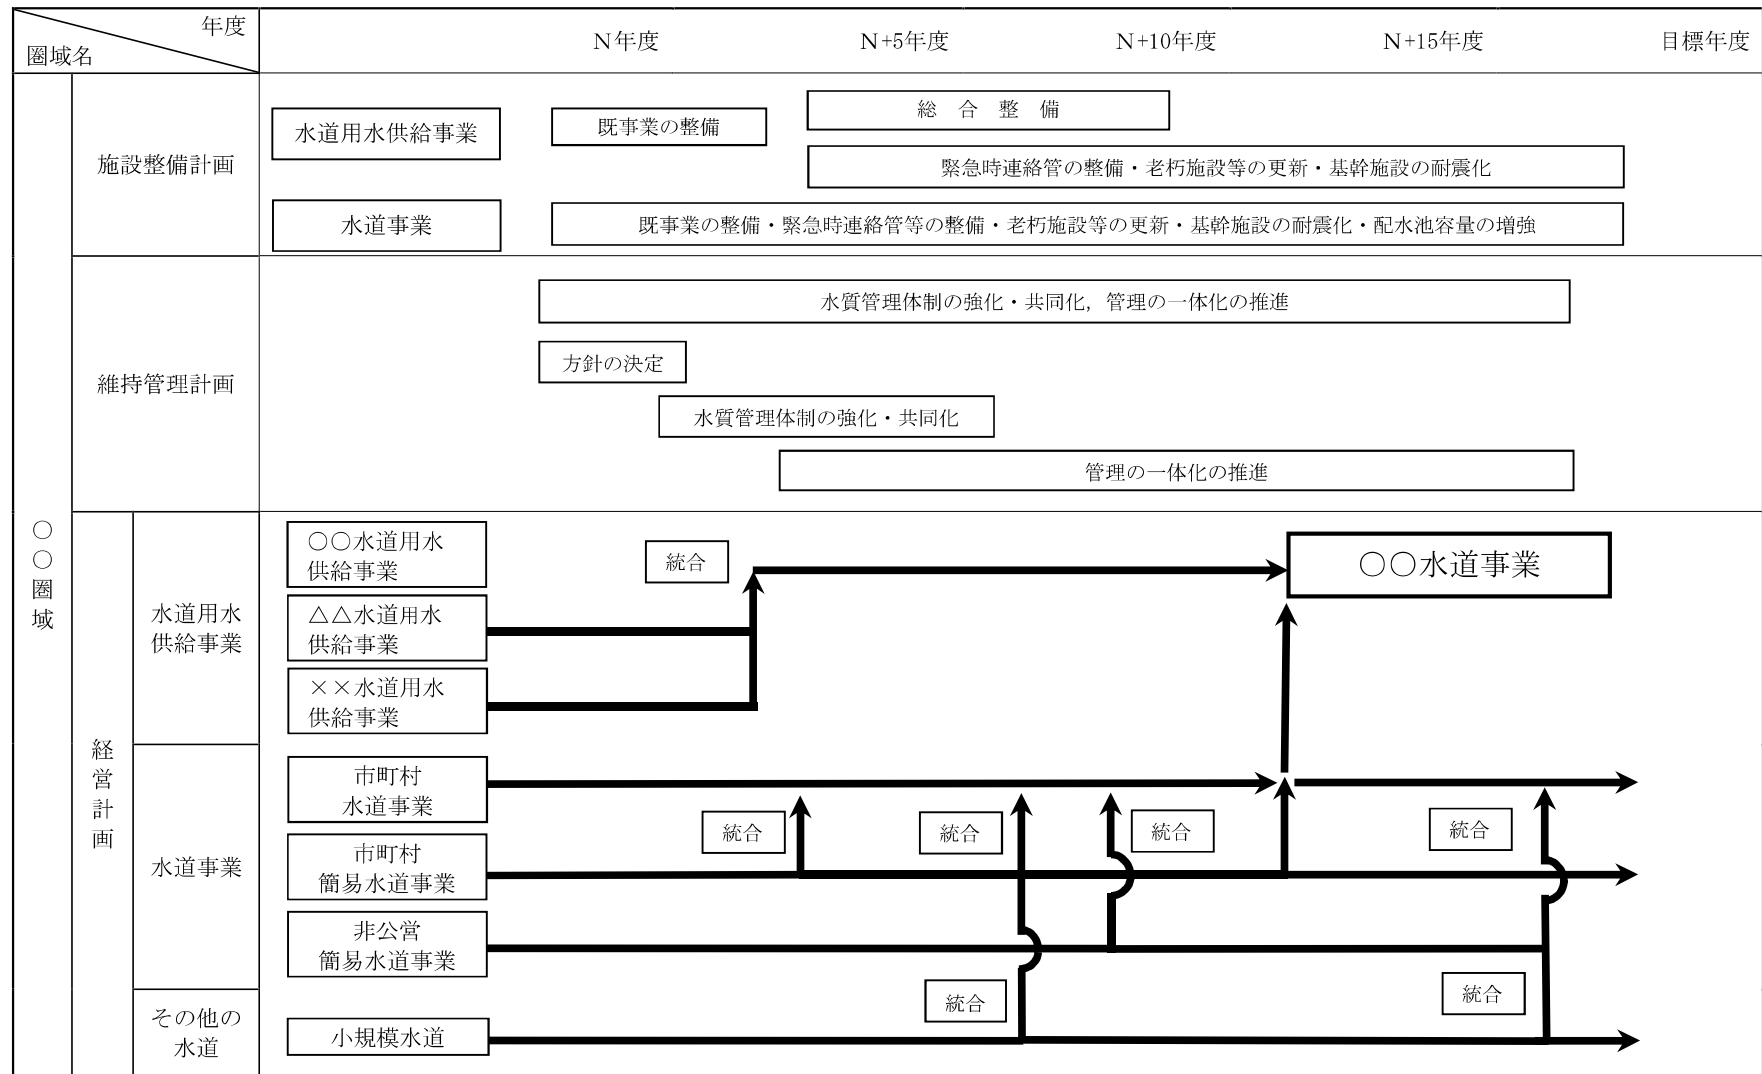 年度
圏域名
N年度
N+5年度
N+10年度
N+15年度
目標年度
〇〇圏域
施設整備計画
水道用水供給事業
既事業の整備
総 合 整 備
緊急時連絡管の整備・老朽施設等の更新・基幹施設の耐震化
水道事業
既事業の整備・緊急時連絡管等の整備・老朽施設等の更新・基幹施設の耐震化・配水池容量の増強
維持管理計画
水質管理体制の強化・共同化，管理の一体化の推進
方針の決定
水質管理体制の強化・共同化
管理の一体化の推進
経営計画
水道用水
供給事業
〇〇水道用水
供給事業
統合
〇〇水道事業
△△水道用水
供給事業
××水道用水
供給事業
水道事業
市町村
水道事業
統合
統合
統合
統合
市町村
簡易水道事業
非公営
簡易水道事業
統合
統合
その他の
水道
小規模水道